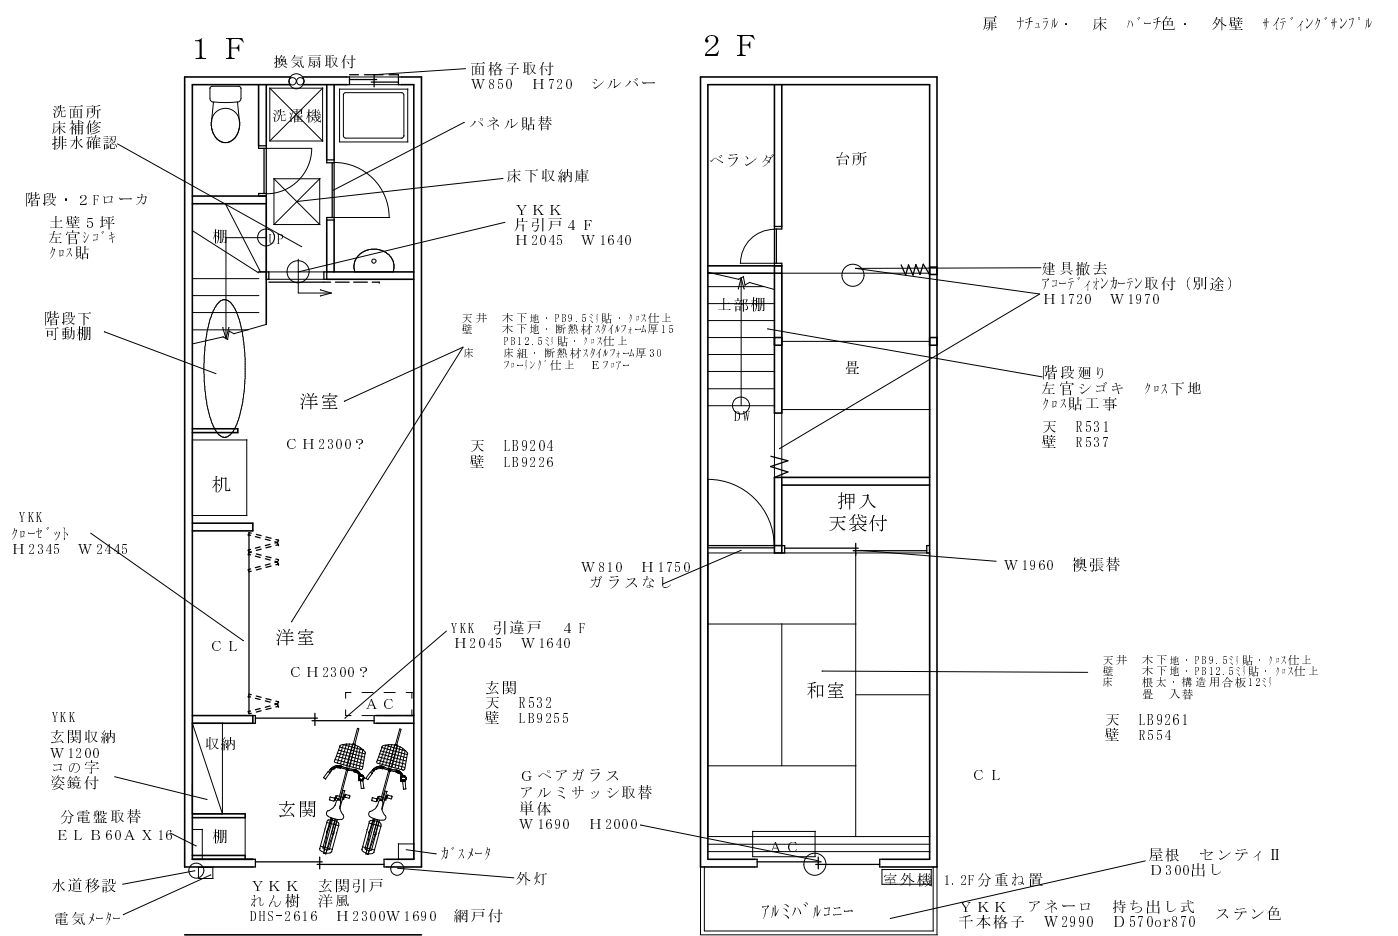 扉　ﾅﾁｭﾗﾙ・　床　ﾊﾞｰﾁ色・　外壁　ｻｲﾃﾞｨﾝｸﾞｻﾝﾌﾟﾙ
１Ｆ
換気扇取付
面格子取付
Ｗ850　Ｈ720　シルバー
洗濯機
洗面所
床補修
排水確認
パネル貼替
床下収納庫
階段・２Fローカ
土壁５坪
左官ｼｺﾞｷ
ｸﾛｽ貼
棚
UP
ＹＫＫ
片引戸４Ｆ
Ｈ2045　Ｗ1640
階段下
可動棚
天井　木下地・PB9.5ﾐﾘ貼・ｸﾛｽ仕上
壁　木下地・断熱材ｽﾀｲﾙﾌｫｰﾑ厚15
PB12.5ﾐﾘ貼・ｸﾛｽ仕上
床　床組・断熱材ｽﾀｲﾙﾌｫｰﾑ厚30
ﾌﾛｰﾘﾝｸﾞ仕上　Ｅﾌﾛｱｰ
洋室
ＣＨ2300？
天　LB9204
壁　LB9226
机
YKK
ｸﾛｰｾﾞｯﾄ
Ｈ2345　Ｗ2445
洋室
ＣＬ
ＣＨ2300？
YKK　引違戸　４Ｆ
Ｈ2045　Ｗ1640
ＡＣ
玄関
天　R532
壁　LB9255
YKK
玄関収納
Ｗ1200
コの字
姿鏡付
収納
玄関
分電盤取替
ＥＬＢ60ＡＸ16
棚
ｶﾞｽﾒｰﾀ
水道移設
電気ﾒｰﾀｰ
外灯
ＹＫＫ　玄関引戸
れん樹　洋風
DHS-2616　Ｈ2300Ｗ1690　網戸付
２Ｆ
ベランダ
台所
建具撤去
ｱｺｰﾃﾞｨｵﾝｶｰﾃﾝ取付（別途）
Ｈ1720　Ｗ1970
上部棚
畳
DW
階段廻り
左官シゴキ　ｸﾛｽ下地
ｸﾛｽ貼工事
天　R531
壁　R537
押入
天袋付
Ｗ810　Ｈ1750
ガラスなし
Ｗ1960　襖張替
和室
天井　木下地・PB9.5ﾐﾘ貼・ｸﾛｽ仕上
壁　木下地・PB12.5ﾐﾘ貼・ｸﾛｽ仕上
床　根太・構造用合板12ﾐﾘ
畳　入替
天　LB9261
壁　R554
ＣＬ
Ｇペアガラス
アルミサッシ取替
単体
Ｗ1690　Ｈ2000
ＡＣ
屋根　センティⅡ
Ｄ300出し
室外機　1.2F分重ね置
ｱﾙﾐﾊﾞﾙｺﾆｰ
ＹＫＫ　アネーロ　持ち出し式
千本格子　Ｗ2990　Ｄ570or870　ステン色